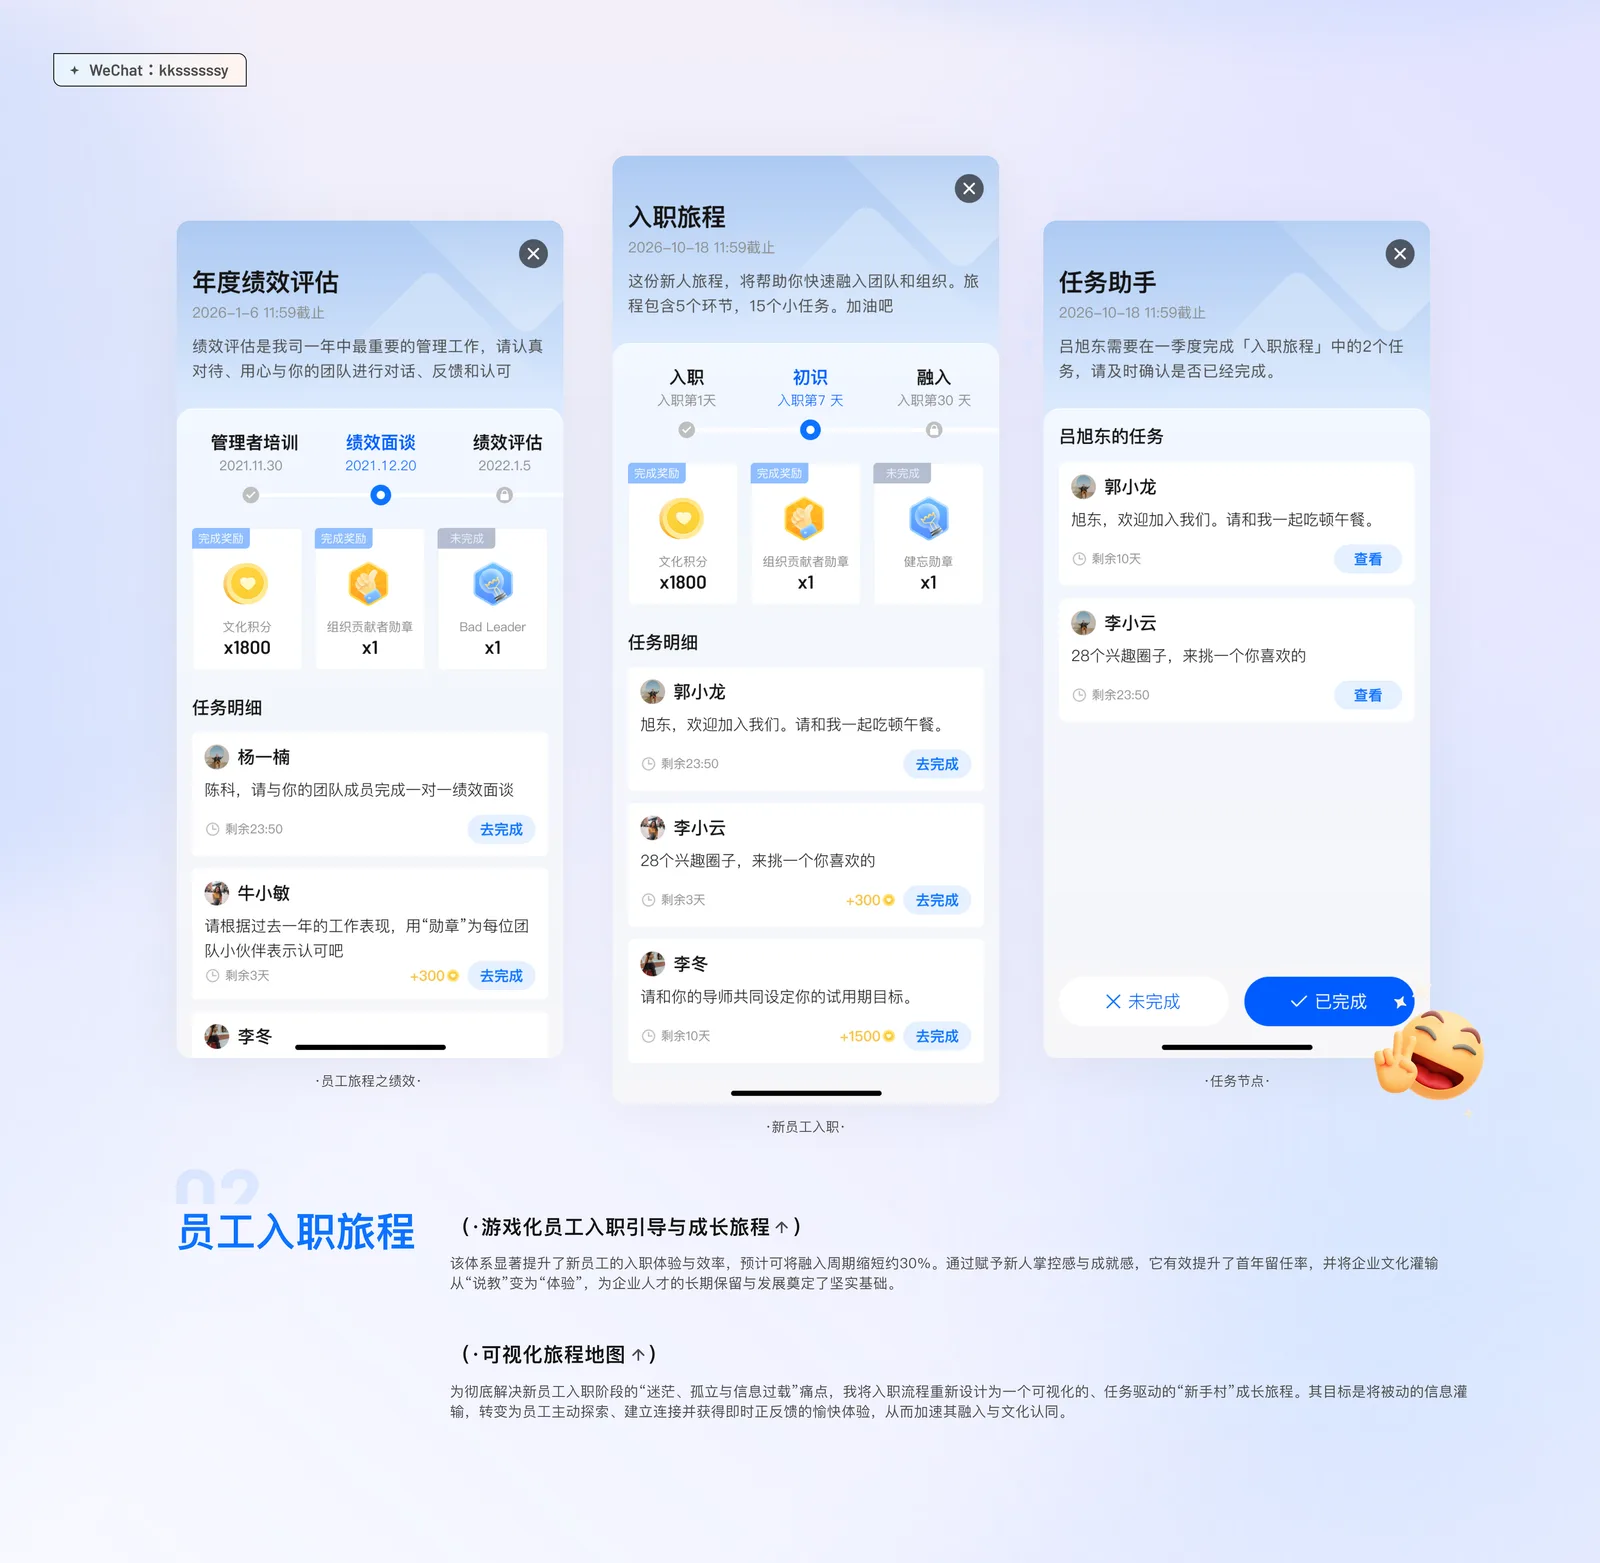 WeChat：kkssssssy
年度绩效评估
2026-1-6 11:59截止
绩效评估是我司一年中最重要的管理工作，请认真
对待、用心与你的团队进行对话、反馈和认可
管理者培训 绩效面谈 绩效评估
2021.11.30 2021.12.20 2022.1.5
完成奖励 完成奖励 未完成
文化积分 组织贡献者勋章 Bad Leader
x1800 x1 x1
任务明细
杨一楠
陈科，请与你的团队成员完成一对一绩效面谈
剩余23:50 去完成
牛小敏
请根据过去一年的工作表现，用“勋章”为每位团
队小伙伴表示认可吧
剩余3天 +300 去完成
李冬
·员工旅程之绩效·
入职旅程
2026-10-18 11:59截止
这份新人旅程，将帮助你快速融入团队和组织。旅
程包含5个环节，15个小任务。加油吧
入职 初识 融入
入职第1天 入职第7 天 入职第30 天
完成奖励 完成奖励 未完成
文化积分 组织贡献者勋章 健忘勋章
x1800 x1 x1
任务明细
郭小龙
旭东，欢迎加入我们。请和我一起吃顿午餐。
剩余23:50 去完成
李小云
28个兴趣圈子，来挑一个你喜欢的
剩余3天 +300 去完成
李冬
请和你的导师共同设定你的试用期目标。
剩余10天 +1500 去完成
·新员工入职·
任务助手
2026-10-18 11:59截止
吕旭东需要在一季度完成「入职旅程」中的2个任
务，请及时确认是否已经完成。
吕旭东的任务
郭小龙
旭东，欢迎加入我们。请和我一起吃顿午餐。
剩余10天 查看
李小云
28个兴趣圈子，来挑一个你喜欢的
剩余23:50 查看
未完成 已完成
·任务节点·
02
员工入职旅程
（·游戏化员工入职引导与成长旅程↑）
该体系显著提升了新员工的入职体验与效率，预计可将融入周期缩短约30%。通过赋予新人掌控感与成就感，它有效提升了首年留任率，并将企业文化灌输
从“说教”变为“体验”，为企业人才的长期保留与发展奠定了坚实基础。
（·可视化旅程地图↑）
为彻底解决新员工入职阶段的“迷茫、孤立与信息过载”痛点，我将入职流程重新设计为一个可视化的、任务驱动的“新手村”成长旅程。其目标是将被动的信息灌
输，转变为员工主动探索、建立连接并获得即时正反馈的愉快体验，从而加速其融入与文化认同。